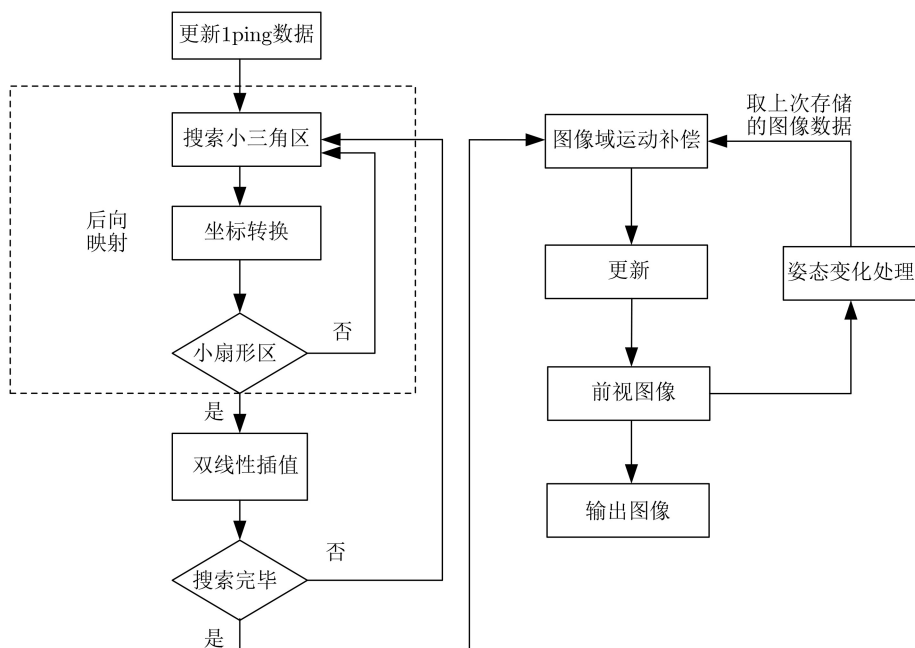 更新1ping数据
搜索小三角区
后向
映射
坐标转换
小扇形区
否
是
双线性插值
搜索完毕
否
是
取上次存储
的图像数据
图像域运动补偿
更新
姿态变化处理
前视图像
输出图像